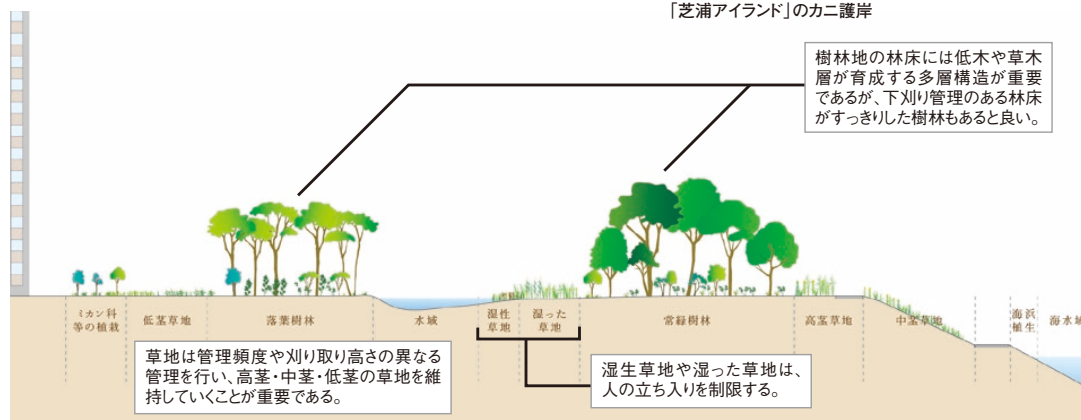 「芝浦アイランド」のカニ護岸
樹林地の林床には低木や草木
層が育成する多層構造が重要
であるが、下刈り管理のある林床
がすっきりした樹林もあると良い。
ミカン科
等の植栽
低茎草地
落葉樹林
水域
湿性
草地
湿った
草地
常緑樹林
高茎草地
中茎草地
海浜
植生
海水域
草地は管理頻度や刈り取り高さの異なる
管理を行い、高茎・中茎・低茎の草地を維
持していくことが重要である。
湿生草地や湿った草地は、
人の立ち入りを制限する。